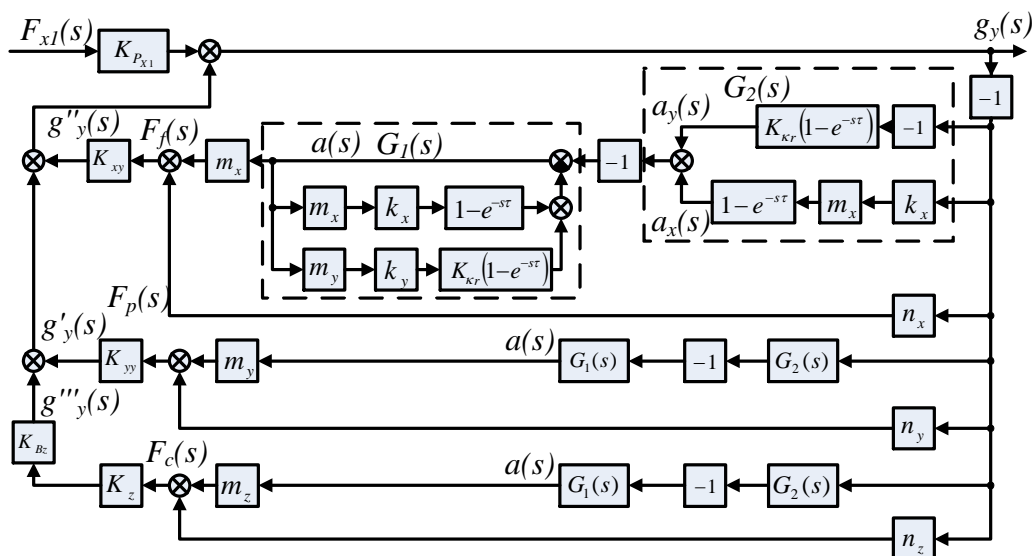 F_{x1}(s)
K_{P_{X1}}
g_y(s)
-1
G_2(s)
a_y(s)
K_{κr}(1-e^{-sτ})
-1
a_x(s)
1-e^{-sτ}
m_x
k_x
-1
a(s) G_1(s)
m_x
k_x
1-e^{-sτ}
m_y
k_y
K_{κr}(1-e^{-sτ})
m_x
F_f(s)
K_{xy}
g''_y(s)
F_p(s)
n_x
g'_y(s)
K_{yy}
m_y
a(s)
G_1(s)
-1
G_2(s)
n_y
g'''_y(s)
K_{Bz}
K_z
F_c(s)
m_z
a(s)
G_1(s)
-1
G_2(s)
n_z